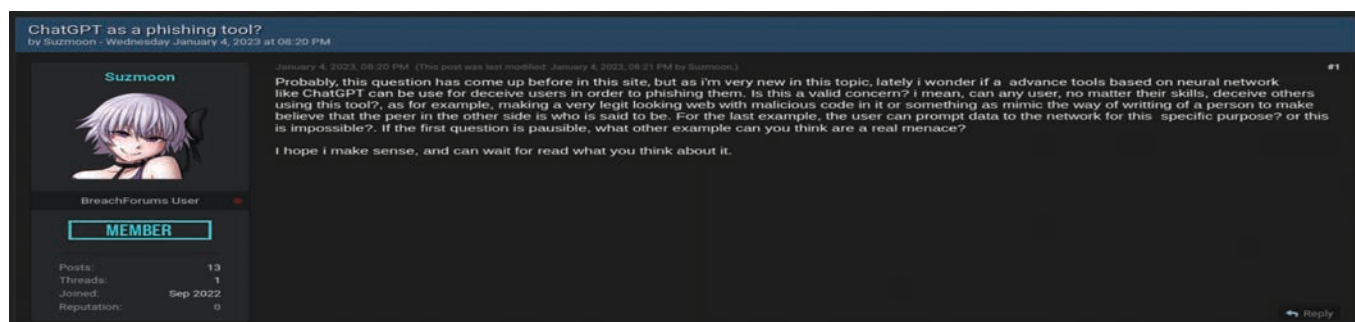 ChatGPT as a phishing tool?
by Suzmoon - Wednesday January 4, 2023 at 08:20 PM
Suzmoon
BreachForums User
MEMBER
Posts: 13
Threads: 1
Joined: Sep 2022
Reputation: 0
January 4, 2023, 08:20 PM (This post was last modified: January 4, 2023, 08:21 PM by Suzmoon.)
#1
Probably, this question has come up before in this site, but as i'm very new in this topic, lately i wonder if a advance tools based on neural network
like ChatGPT can be use for deceive users in order to phishing them. Is this a valid concern? i mean, can any user, no matter their skills, deceive others
using this tool?, as for example, making a very legit looking web with malicious code in it or something as mimic the way of writting of a person to make
believe that the peer in the other side is who is said to be. For the last example, the user can prompt data to the network for this specific purpose? or this
is impossible?. If the first question is pausible, what other example can you think are a real menace?
I hope i make sense, and can wait for read what you think about it.
Reply